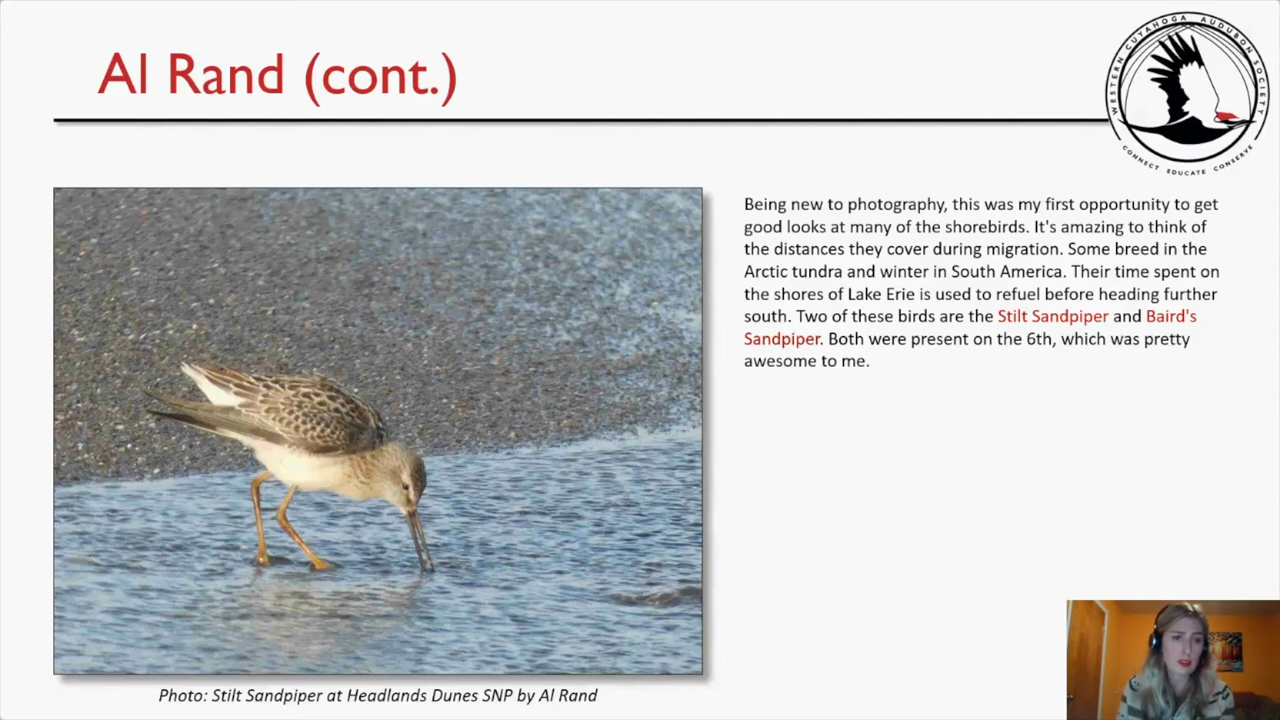 Al Rand (cont.)
WESTERN CUYAHOGA AUDUBON SOCIETY
CONNECT EDUCATE CONSERVE
Being new to photography, this was my first opportunity to get
good looks at many of the shorebirds. It's amazing to think of
the distances they cover during migration. Some breed in the
Arctic tundra and winter in South America. Their time spent on
the shores of Lake Erie is used to refuel before heading further
south. Two of these birds are the Stilt Sandpiper and Baird's
Sandpiper. Both were present on the 6th, which was pretty
awesome to me.
Photo: Stilt Sandpiper at Headlands Dunes SNP by Al Rand